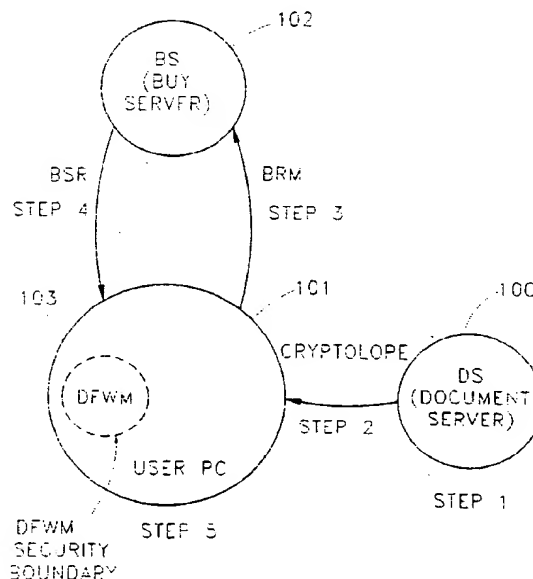 102
BS
(BUY
SERVER)
BSR
BRM
STEP 4
STEP 3
103
101
100
CRYPTOLOPE
DS
(DOCUMENT
SERVER)
DFWM
STEP 2
USER PC
STEP 1
DFWM
SECURITY
BOUNDARY
STEP 5